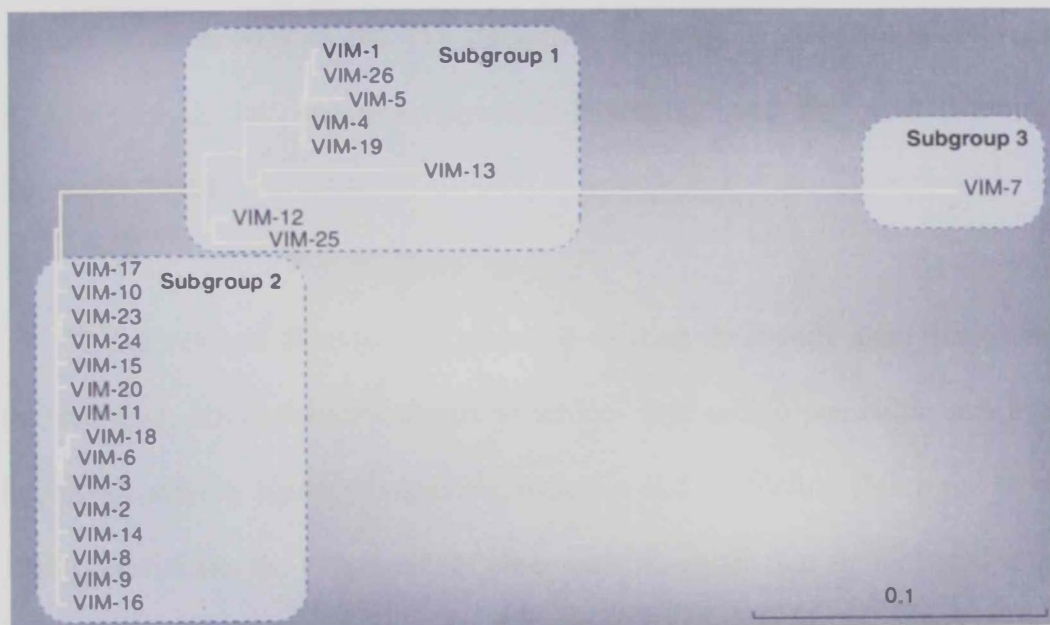 VIM-1
Subgroup 1
VIM-26
VIM-5
VIM-4
VIM-19
VIM-13
Subgroup 3
VIM-7
VIM-12
VIM-25
VIM-17
Subgroup 2
VIM-10
VIM-23
VIM-24
VIM-15
VIM-20
VIM-11
VIM-18
VIM-6
VIM-3
VIM-2
VIM-14
VIM-8
VIM-9
VIM-16
0.1